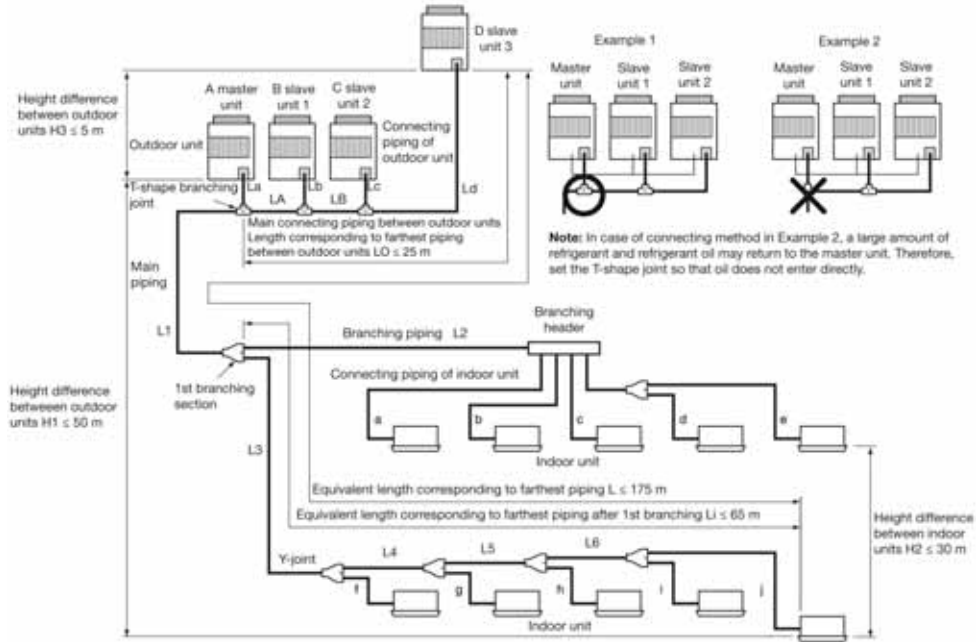 D slave
unit 3
Example 1
Example 2
Master
unit
Slave
unit 1
Slave
unit 2
Master
unit
Slave
unit 1
Slave
unit 2
Height difference
between outdoor
units H3 ≤ 5 m
A master
unit
B slave
unit 1
C slave
unit 2
Outdoor unit
Connecting
piping of
outdoor unit
T-shape branching
joint
La
LA
Lb
LB
Lc
Ld
Main connecting piping between outdoor units
Length corresponding to farthest piping
between outdoor units LO ≤ 25 m
Note: In case of connecting method in Example 2, a large amount of
refrigerant and refrigerant oil may return to the master unit. Therefore,
set the T-shape joint so that oil does not enter directly.
Main
piping
L1
Branching piping L2
Branching
header
1st branching
section
Connecting piping of indoor unit
Height difference
betweeen outdoor
units H1 ≤ 50 m
a
b
c
d
e
L3
Indoor unit
Equivalent length corresponding to farthest piping L ≤ 175 m
Equivalent length corresponding to farthest piping after 1st branching Li ≤ 65 m
Height difference
between indoor
units H2 ≤ 30 m
Y-joint
L4
L5
L6
f
g
h
i
j
Indoor unit